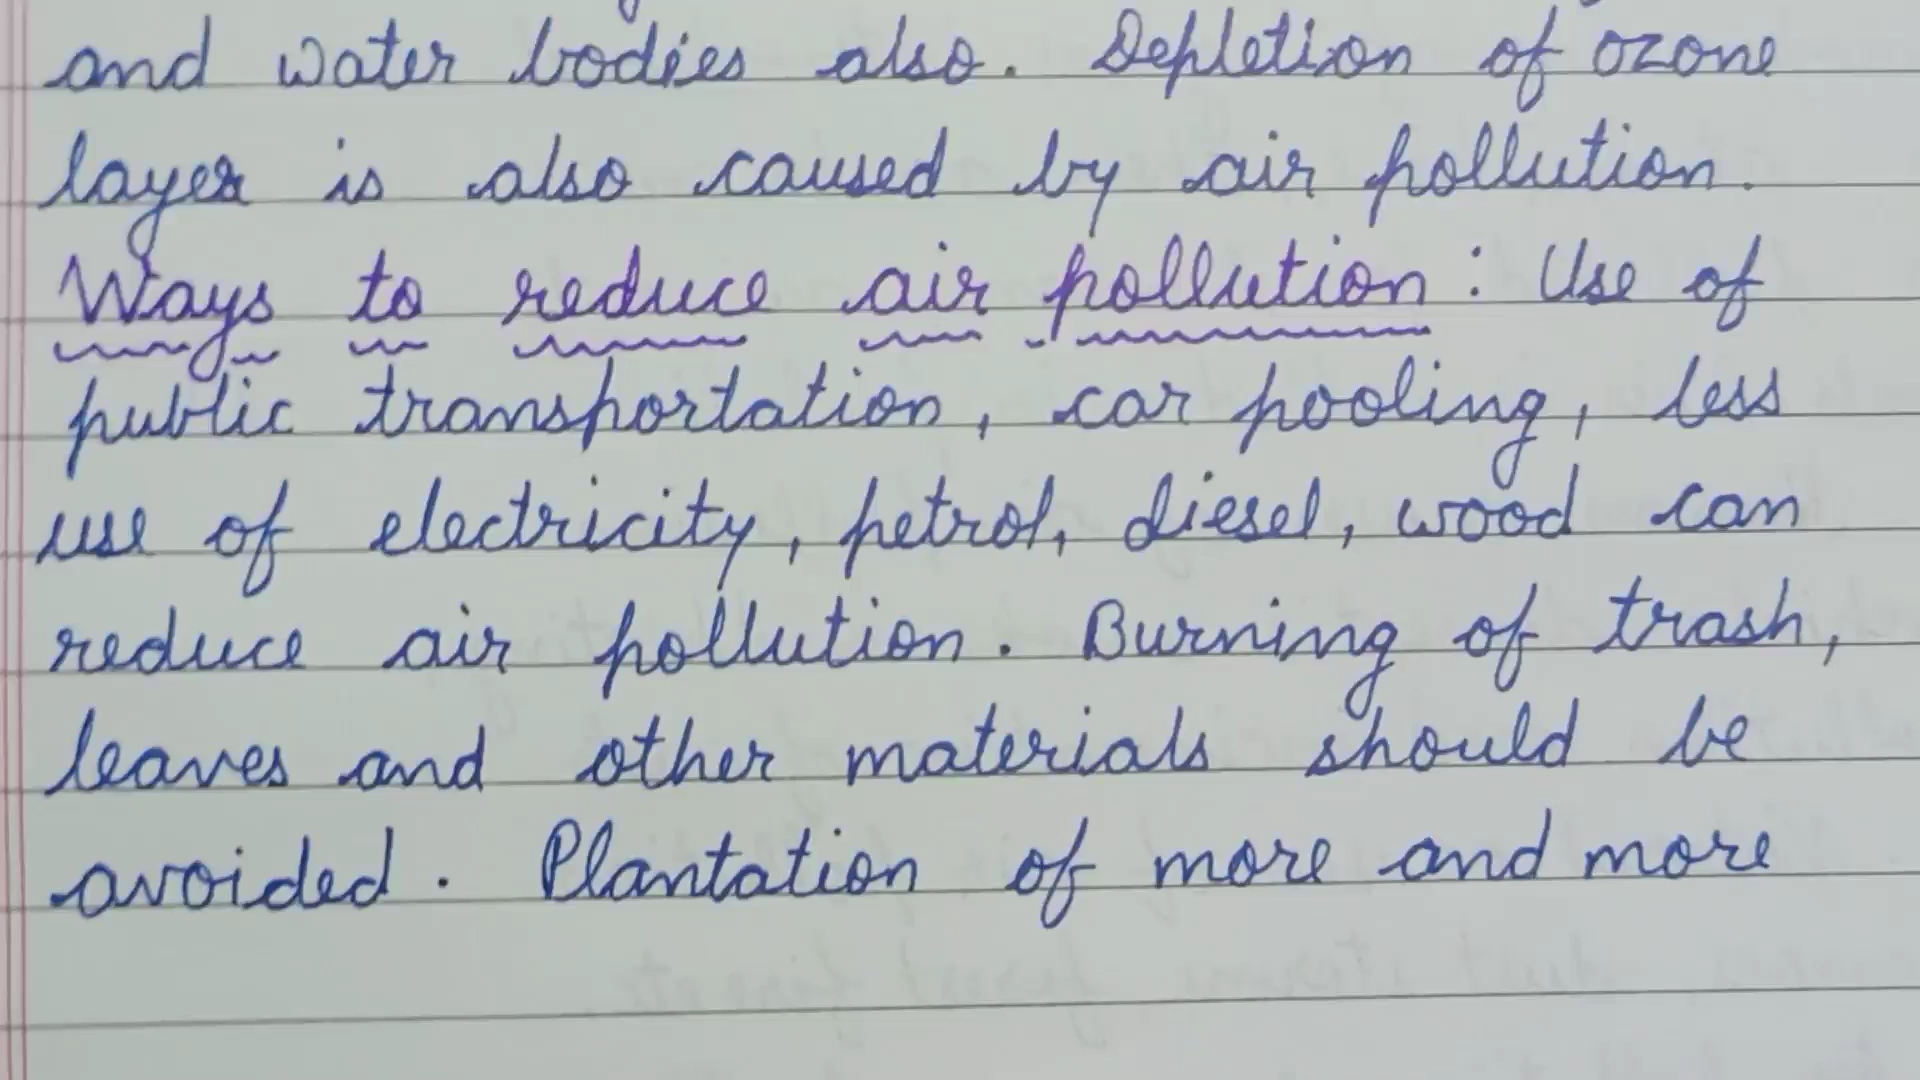 and water bodies also. Depletion of ozone
layer is also caused by air pollution.
Ways to reduce air pollution : Use of
public transportation, car pooling, less
use of electricity, petrol, diesel, wood can
reduce air pollution. Burning of trash,
leaves and other materials should be
avoided. Plantation of more and more